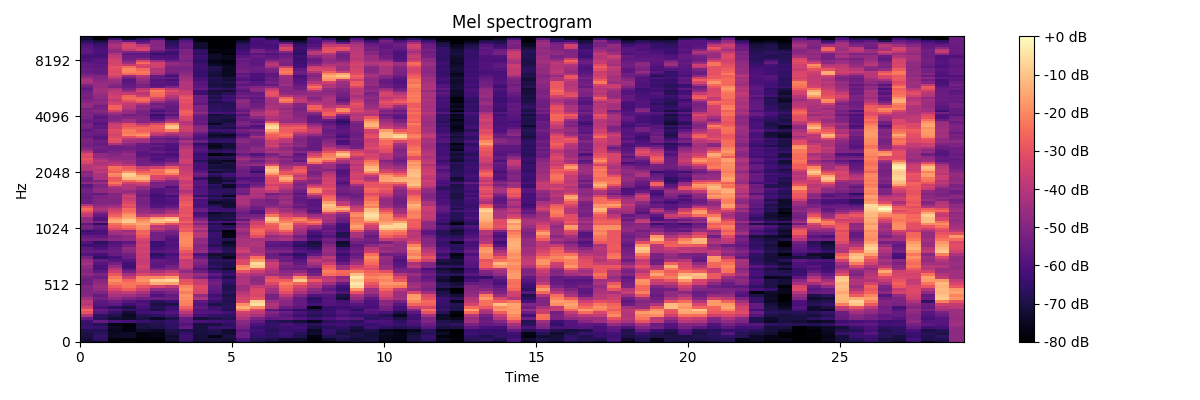 Mel spectrogram
+0 dB
8192
-10 dB
4096
-20 dB
-30 dB
Hz
2048
-40 dB
1024
-50 dB
-60 dB
512
-70 dB
0
-80 dB
0 5 10 15 20 25
Time